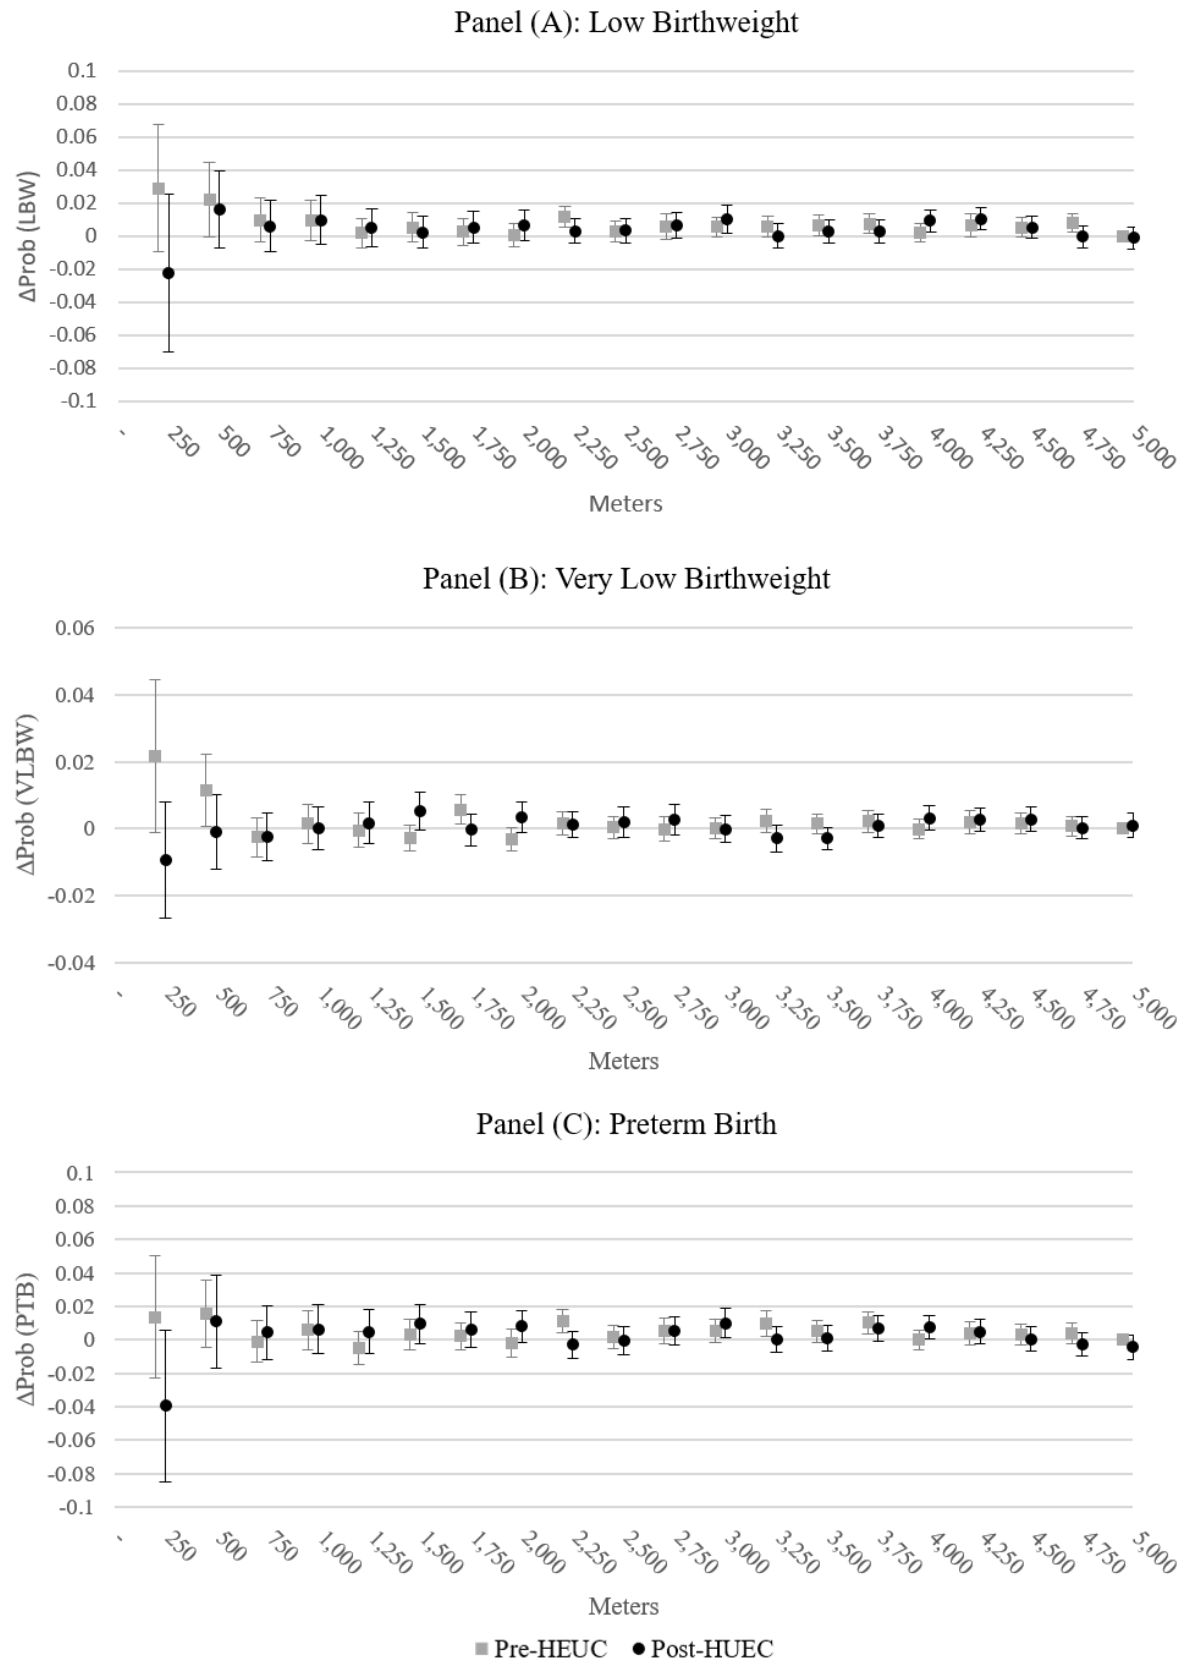 Panel (A): Low Birthweight
0.1
0.08
0.06
0.04
0.02
0
-0.02
-0.04
-0.06
-0.08
-0.1
ΔProb (LBW)
- 250 500 750 1,000 1,250 1,500 1,750 2,000 2,250 2,500 2,750 3,000 3,250 3,500 3,750 4,000 4,250 4,500 4,750 5,000
Meters
Panel (B): Very Low Birthweight
0.06
0.04
0.02
0
-0.02
-0.04
ΔProb (VLBW)
- 250 500 750 1,000 1,250 1,500 1,750 2,000 2,250 2,500 2,750 3,000 3,250 3,500 3,750 4,000 4,250 4,500 4,750 5,000
Meters
Panel (C): Preterm Birth
0.1
0.08
0.06
0.04
0.02
0
-0.02
-0.04
-0.06
-0.08
-0.1
ΔProb (PTB)
- 250 500 750 1,000 1,250 1,500 1,750 2,000 2,250 2,500 2,750 3,000 3,250 3,500 3,750 4,000 4,250 4,500 4,750 5,000
Meters
Pre-HEUC Post-HUEC